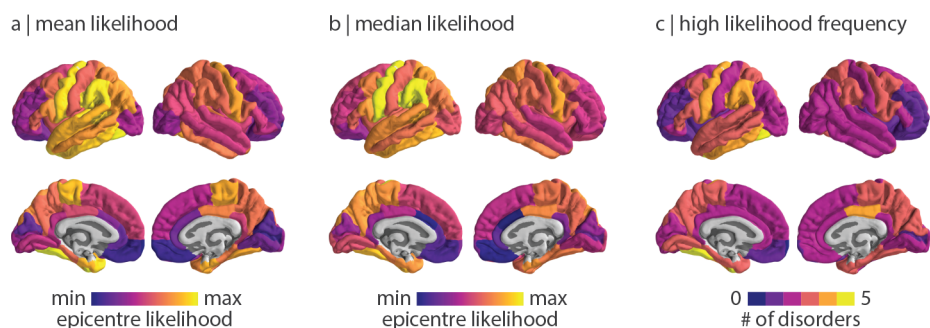 a | mean likelihood
b | median likelihood
c | high likelihood frequency
min max
epicentre likelihood
min max
epicentre likelihood
0 5
# of disorders